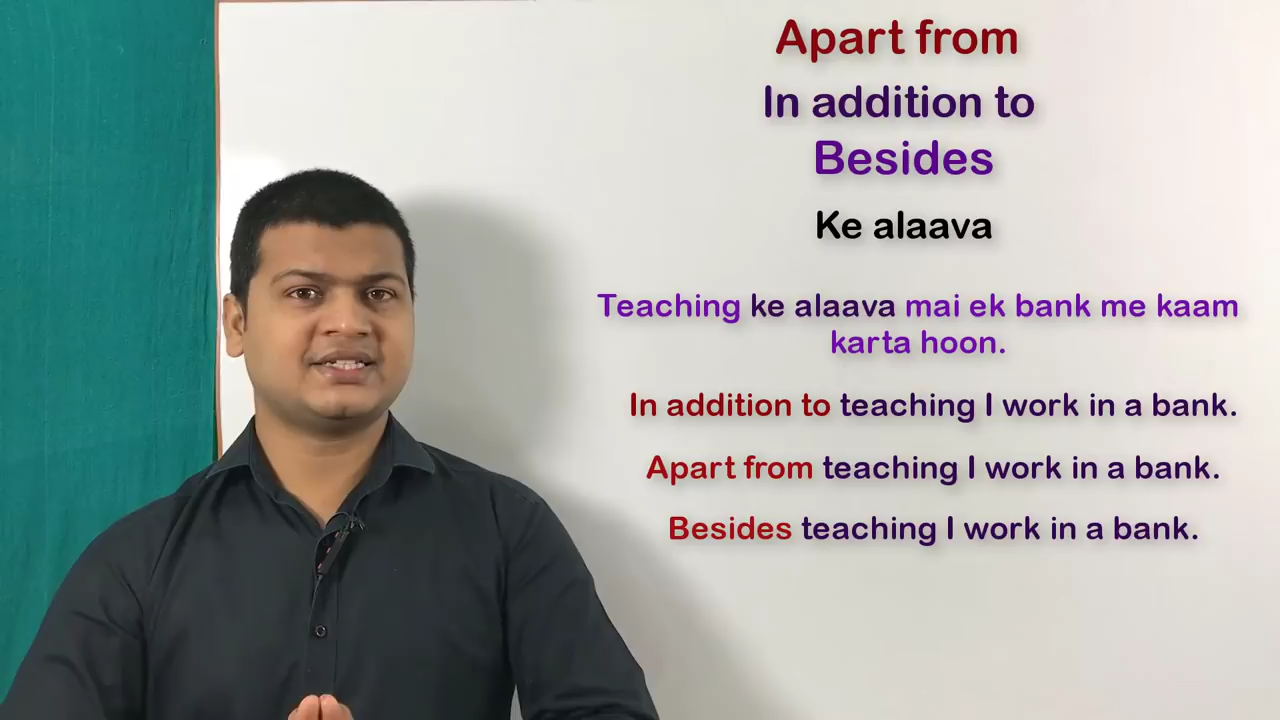 Apart from
In addition to
Besides
Ke alaava
Teaching ke alaava mai ek bank me kaam
karta hoon.
In addition to teaching I work in a bank.
Apart from teaching I work in a bank.
Besides teaching I work in a bank.